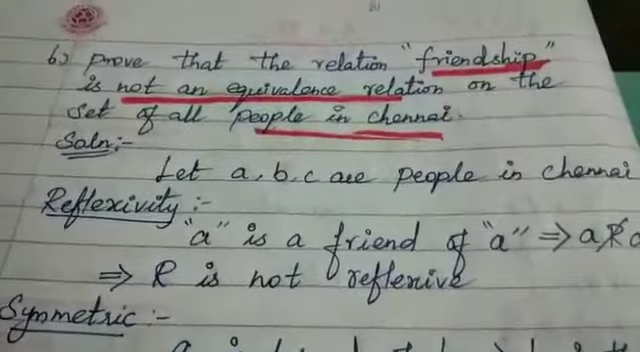 6) Prove that the relation "friendship"
is not an equivalence relation on the
set of all people in chennai.
Soln:-
Let a, b, c are people in chennai
Reflexivity :-
"a" is a friend of "a" ⇒ a R̸ a
⇒ R is not reflexive
Symmetric :-